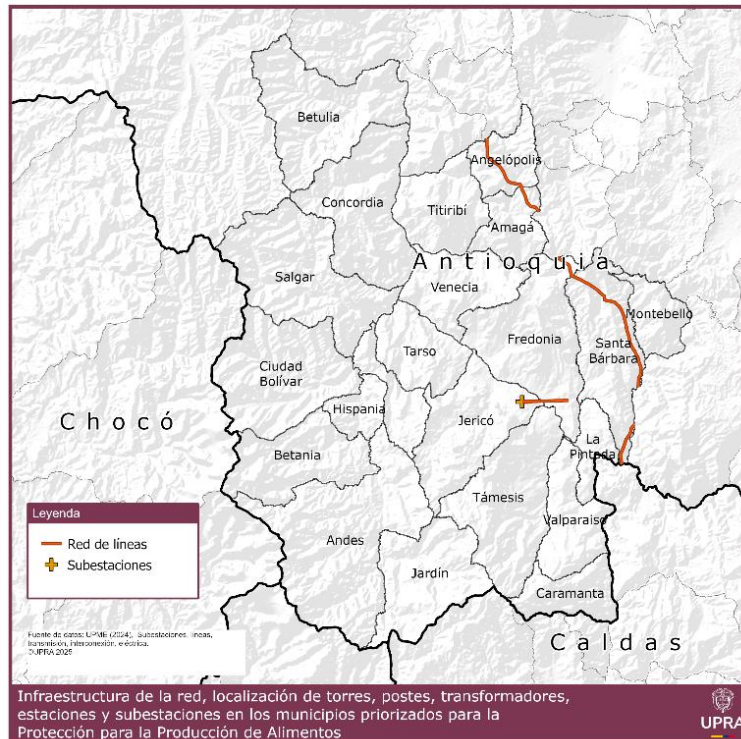 Betulia
Angelópolis
Concordia
Titiribí
Amagá
Antioquia
Salgar
Venecia
Montebello
Fredonia
Santa
Bárbara
Tarso
Ciudad
Bolívar
Hispania
Chocó
Jericó
La
Pintada
Betania
Támesis
Andes
Valparaiso
Jardín
Caramanta
Caldas
Leyenda
Red de líneas
Subestaciones
Fuente de datos: UPME (2024), Subestaciones, líneas,
transmisión, interconexión, eléctrica.
©UPRA 2025
Infraestructura de la red, localización de torres, postes, transformadores,
estaciones y subestaciones en los municipios priorizados para la
Protección para la Producción de Alimentos
UPRA